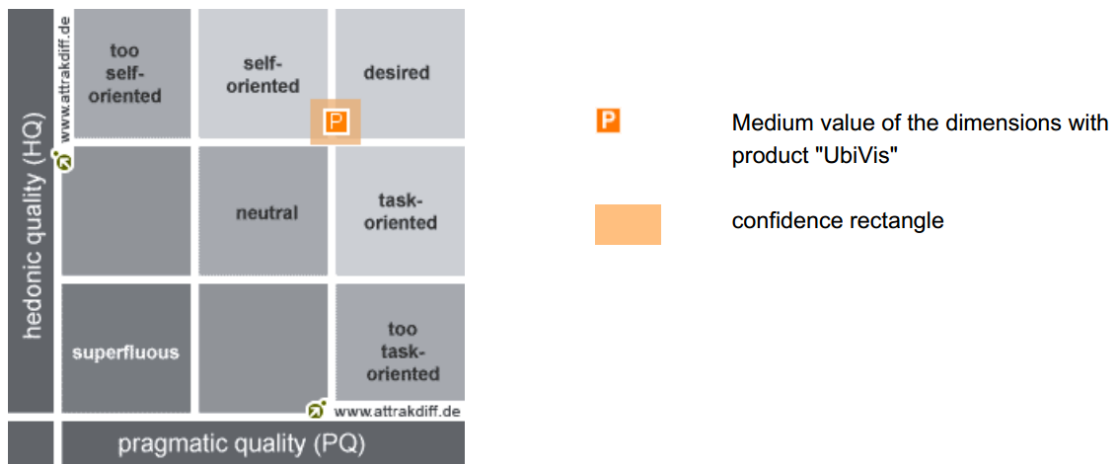 www.attrakdiff.de
hedonic quality (HQ)
too
self-
oriented
self-
oriented
desired
P
neutral
task-
oriented
superfluous
too
task-
oriented
www.attrakdiff.de
pragmatic quality (PQ)
P
Medium value of the dimensions with
product "UbiVis"
confidence rectangle